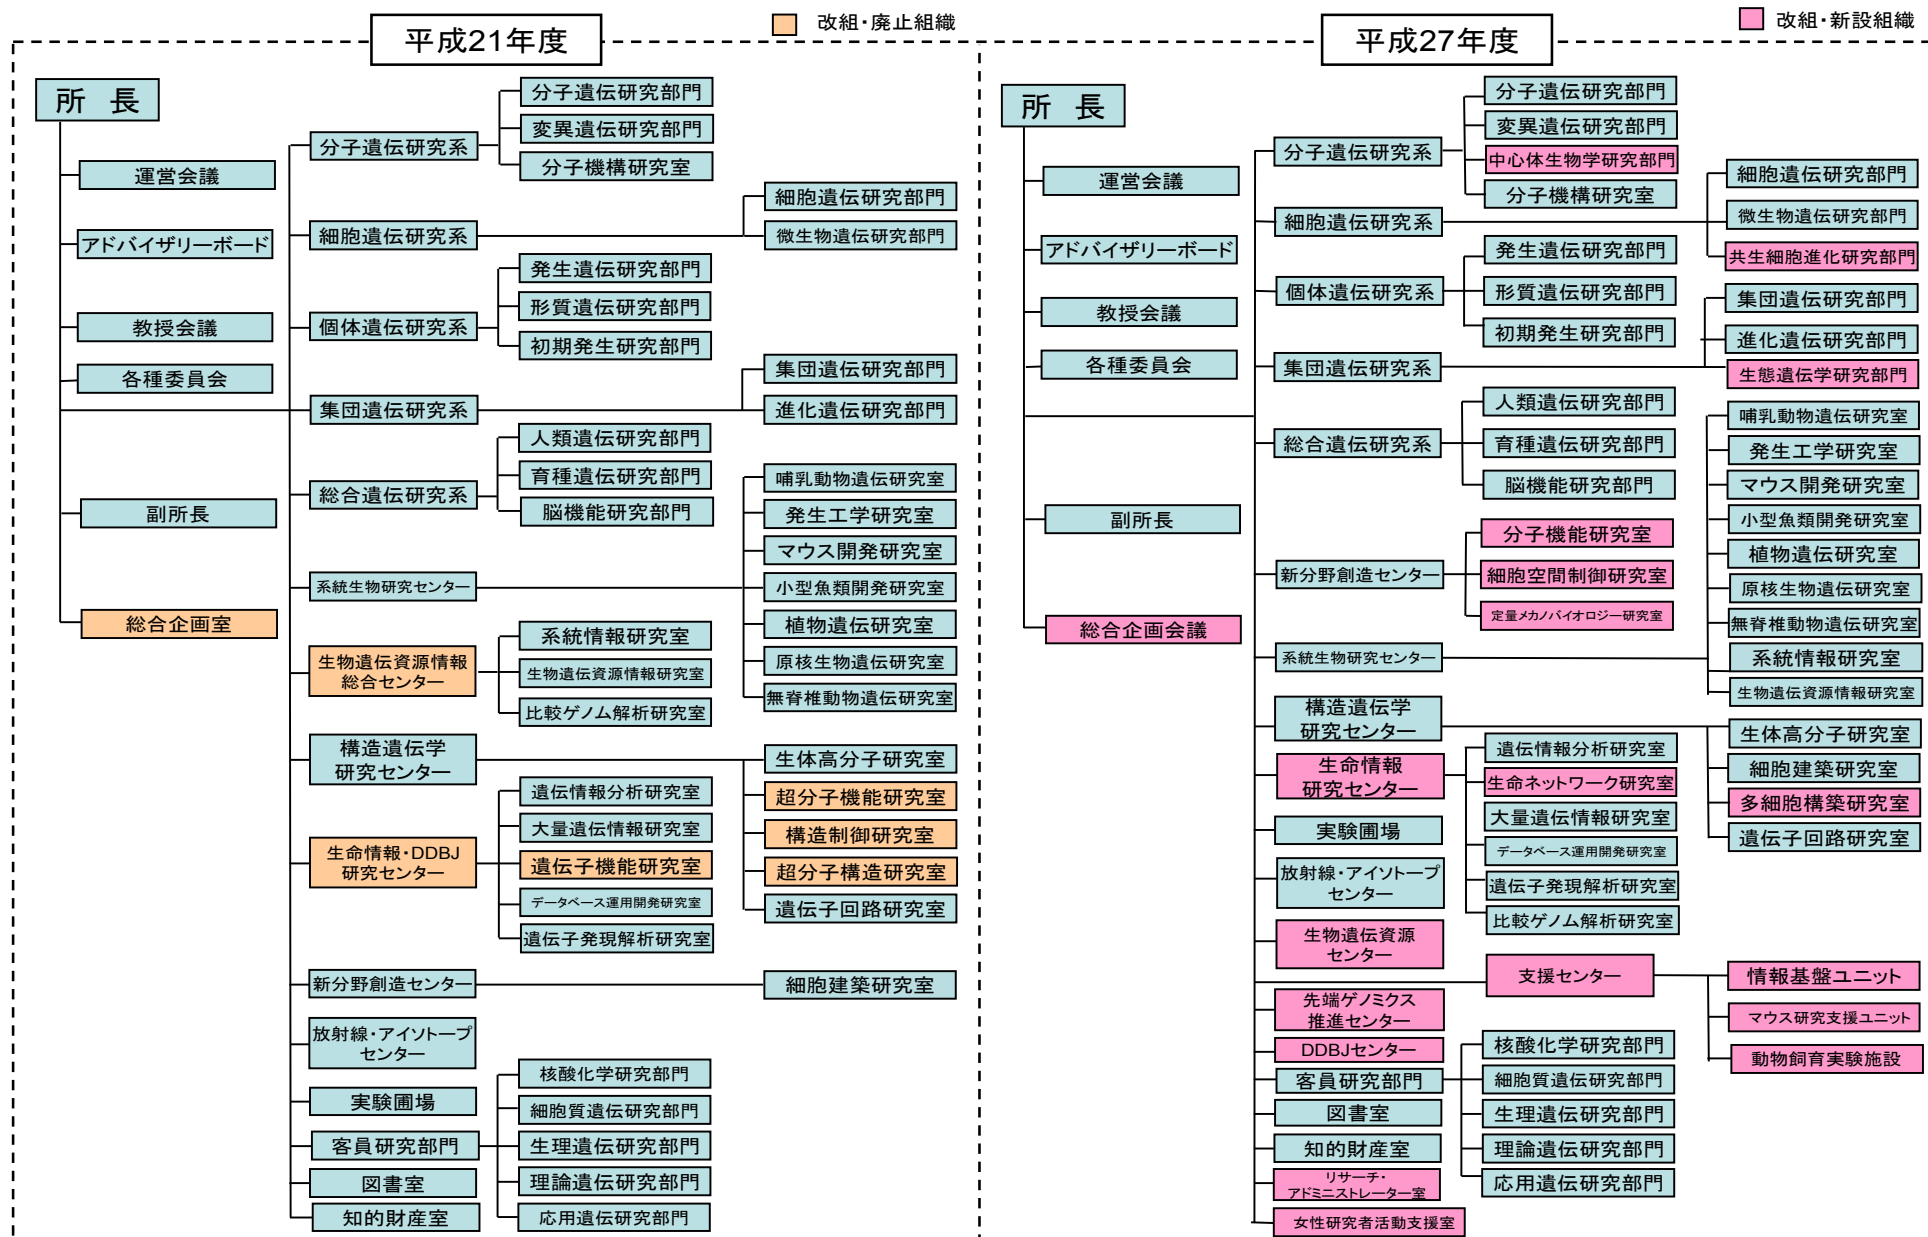 平成21年度
改組・廃止組織
所 長
運営会議
アドバイザリーボード
教授会議
各種委員会
副所長
総合企画室
分子遺伝研究系
分子遺伝研究部門
変異遺伝研究部門
分子機構研究室
細胞遺伝研究系
細胞遺伝研究部門
微生物遺伝研究部門
個体遺伝研究系
発生遺伝研究部門
形質遺伝研究部門
初期発生研究部門
集団遺伝研究系
集団遺伝研究部門
進化遺伝研究部門
総合遺伝研究系
人類遺伝研究部門
育種遺伝研究部門
脳機能研究部門
系統生物研究センター
哺乳動物遺伝研究室
発生工学研究室
マウス開発研究室
小型魚類開発研究室
植物遺伝研究室
原核生物遺伝研究室
無脊椎動物遺伝研究室
生物遺伝資源情報
総合センター
系統情報研究室
生物遺伝資源情報研究室
比較ゲノム解析研究室
構造遺伝学
研究センター
生体高分子研究室
超分子機能研究室
構造制御研究室
超分子構造研究室
遺伝子回路研究室
生命情報・DDBJ
研究センター
遺伝情報分析研究室
大量遺伝情報研究室
遺伝子機能研究室
データベース運用開発研究室
遺伝子発現解析研究室
新分野創造センター
細胞建築研究室
放射線・アイソトープ
センター
実験圃場
客員研究部門
核酸化学研究部門
細胞質遺伝研究部門
生理遺伝研究部門
理論遺伝研究部門
応用遺伝研究部門
図書室
知的財産室
平成27年度
改組・新設組織
所 長
運営会議
アドバイザリーボード
教授会議
各種委員会
副所長
総合企画会議
分子遺伝研究系
分子遺伝研究部門
変異遺伝研究部門
中心体生物学研究部門
分子機構研究室
細胞遺伝研究系
細胞遺伝研究部門
微生物遺伝研究部門
共生細胞進化研究部門
個体遺伝研究系
発生遺伝研究部門
形質遺伝研究部門
初期発生研究部門
集団遺伝研究系
集団遺伝研究部門
進化遺伝研究部門
生態遺伝学研究部門
総合遺伝研究系
人類遺伝研究部門
育種遺伝研究部門
脳機能研究部門
新分野創造センター
分子機能研究室
細胞空間制御研究室
定量メカノバイオロジー研究室
系統生物研究センター
哺乳動物遺伝研究室
発生工学研究室
マウス開発研究室
小型魚類開発研究室
植物遺伝研究室
原核生物遺伝研究室
無脊椎動物遺伝研究室
系統情報研究室
生物遺伝資源情報研究室
構造遺伝学
研究センター
生体高分子研究室
細胞建築研究室
多細胞構築研究室
遺伝子回路研究室
生命情報
研究センター
遺伝情報分析研究室
生命ネットワーク研究室
大量遺伝情報研究室
データベース運用開発研究室
遺伝子発現解析研究室
比較ゲノム解析研究室
実験圃場
放射線・アイソトープ
センター
生物遺伝資源
センター
支援センター
情報基盤ユニット
マウス研究支援ユニット
動物飼育実験施設
先端ゲノミクス
推進センター
DDBJセンター
客員研究部門
核酸化学研究部門
細胞質遺伝研究部門
生理遺伝研究部門
理論遺伝研究部門
応用遺伝研究部門
図書室
知的財産室
リサーチ・
アドミニストレーター室
女性研究者活動支援室